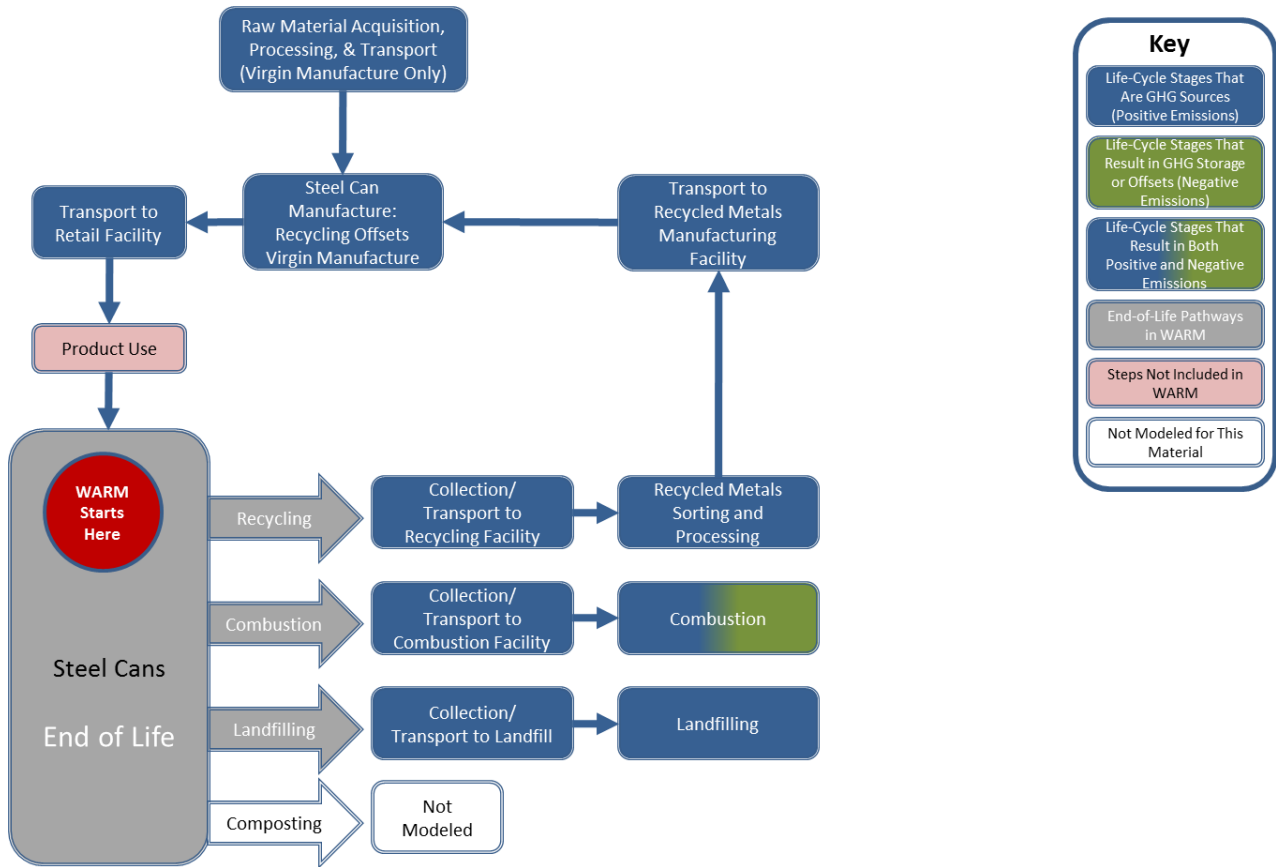 Raw Material Acquisition,
Processing, & Transport
(Virgin Manufacture Only)
Transport to
Retail Facility
Steel Can
Manufacture:
Recycling Offsets
Virgin Manufacture
Transport to
Recycled Metals
Manufacturing
Facility
Product Use
WARM
Starts
Here
Steel Cans
End of Life
Recycling
Collection/
Transport to
Recycling Facility
Recycled Metals
Sorting and
Processing
Combustion
Collection/
Transport to
Combustion Facility
Combustion
Landfilling
Collection/
Transport to Landfill
Landfilling
Composting
Not
Modeled
Key
Life-Cycle Stages That
Are GHG Sources
(Positive Emissions)
Life-Cycle Stages That
Result in GHG Storage
or Offsets (Negative
Emissions)
Life-Cycle Stages That
Result in Both
Positive and Negative
Emissions
End-of-Life Pathways
in WARM
Steps Not Included in
WARM
Not Modeled for This
Material